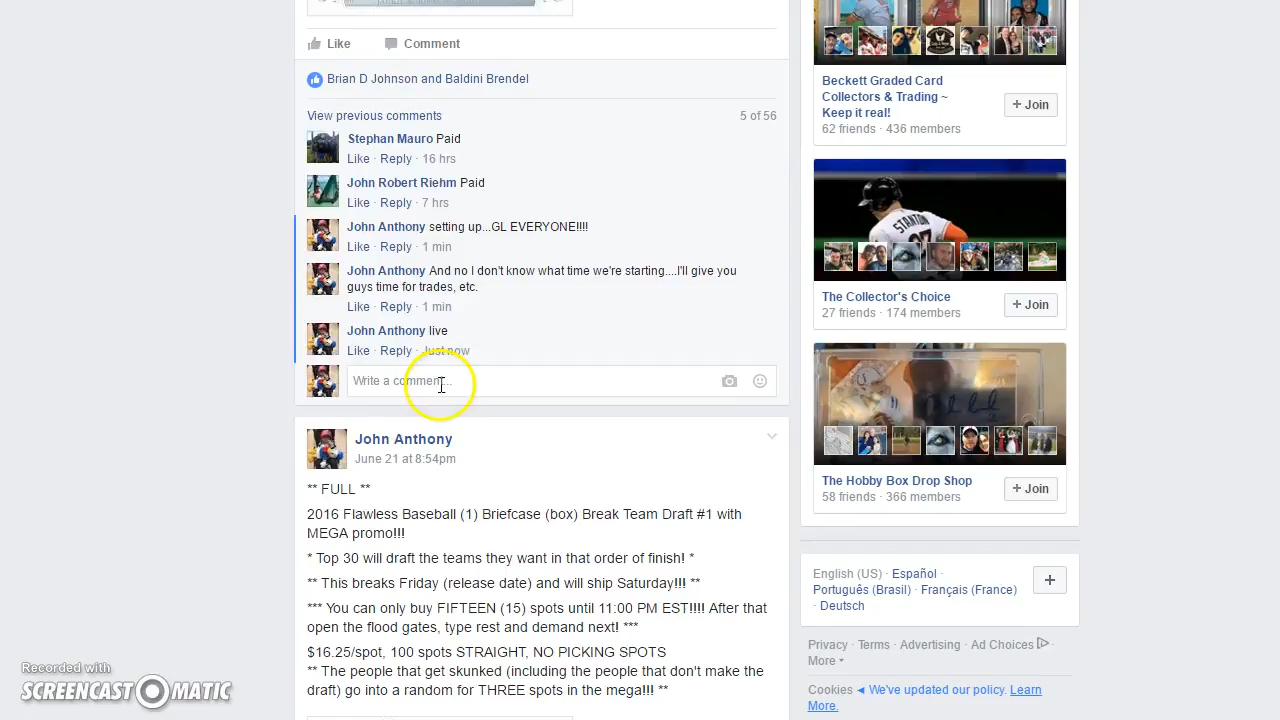 Like Comment
Brian D Johnson and Baldini Brendel
View previous comments 5 of 56
Stephan Mauro Paid
Like · Reply · 16 hrs
John Robert Riehm Paid
Like · Reply · 7 hrs
John Anthony setting up...GL EVERYONE!!!!
Like · Reply · 1 min
John Anthony And no I don't know what time we're starting....I'll give you
guys time for trades, etc.
Like · Reply · 1 min
John Anthony live
Like · Reply · Just now
Write a comment...
John Anthony
June 21 at 8:54pm
** FULL **
2016 Flawless Baseball (1) Briefcase (box) Break Team Draft #1 with
MEGA promo!!!
* Top 30 will draft the teams they want in that order of finish! *
** This breaks Friday (release date) and will ship Saturday!!! **
*** You can only buy FIFTEEN (15) spots until 11:00 PM EST!!!! After that
open the flood gates, type rest and demand next! ***
$16.25/spot, 100 spots STRAIGHT, NO PICKING SPOTS
** The people that get skunked (including the people that don't make the
draft) go into a random for THREE spots in the mega!!! **
Beckett Graded Card
Collectors & Trading ~
Keep it real!
+ Join
62 friends · 436 members
STANTON
The Collector's Choice
+ Join
27 friends · 174 members
The Hobby Box Drop Shop
+ Join
58 friends · 366 members
English (US) · Español ·
Português (Brasil) · Français (France)
· Deutsch
+
Privacy · Terms · Advertising · Ad Choices ·
More
Cookies ◄ We've updated our policy. Learn
More.
Recorded with
SCREENCAST O MATIC